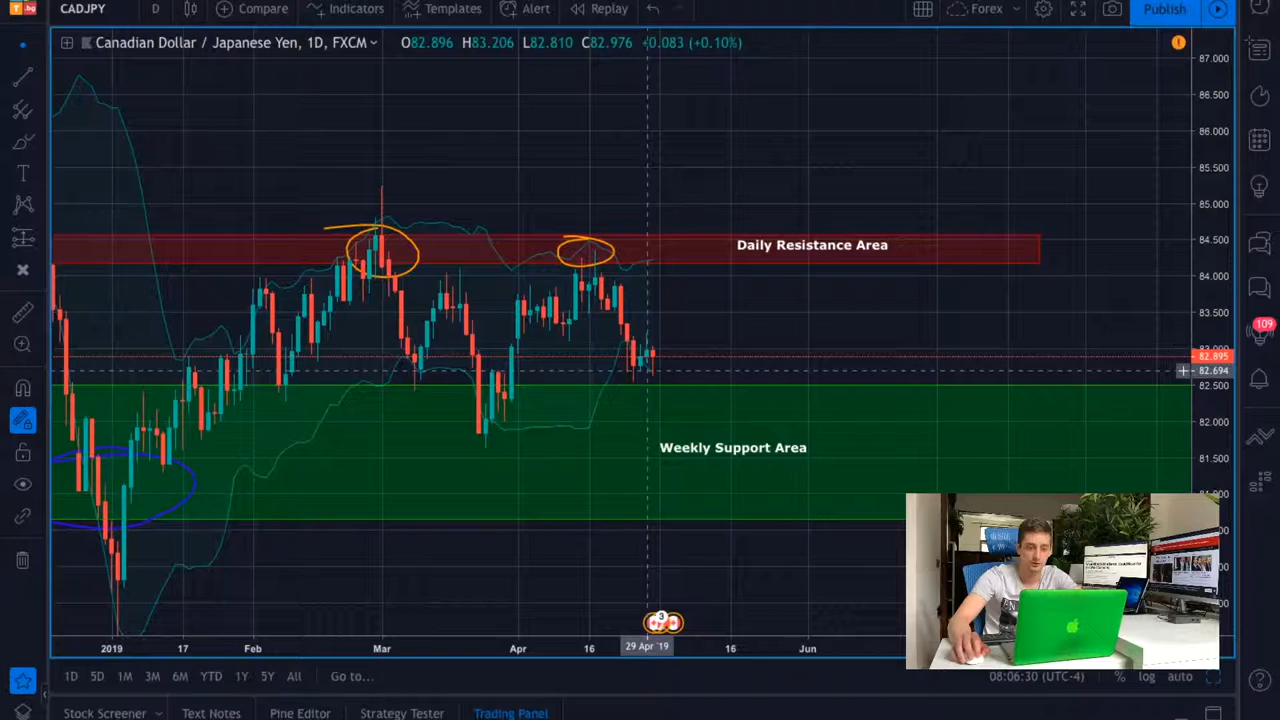 CADJPY D Compare Indicators Templates Alert Replay Forex Publish
Canadian Dollar / Japanese Yen, 1D, FXCM O82.896 H83.206 L82.810 C82.976 +0.083 (+0.10%)
87.000
86.500
86.000
85.500
85.000
84.500
Daily Resistance Area
84.000
83.500
109
83.000
82.895
82.694
82.500
82.000
Weekly Support Area
81.500
81.000
3
2019 17 Feb Mar Apr 16 29 Apr '19 16 Jun
1D 5D 1M 3M 6M YTD 1Y 5Y All Go to... 08:06:30 (UTC-4) % log auto
Stock Screener Text Notes Pine Editor Strategy Tester Trading Panel